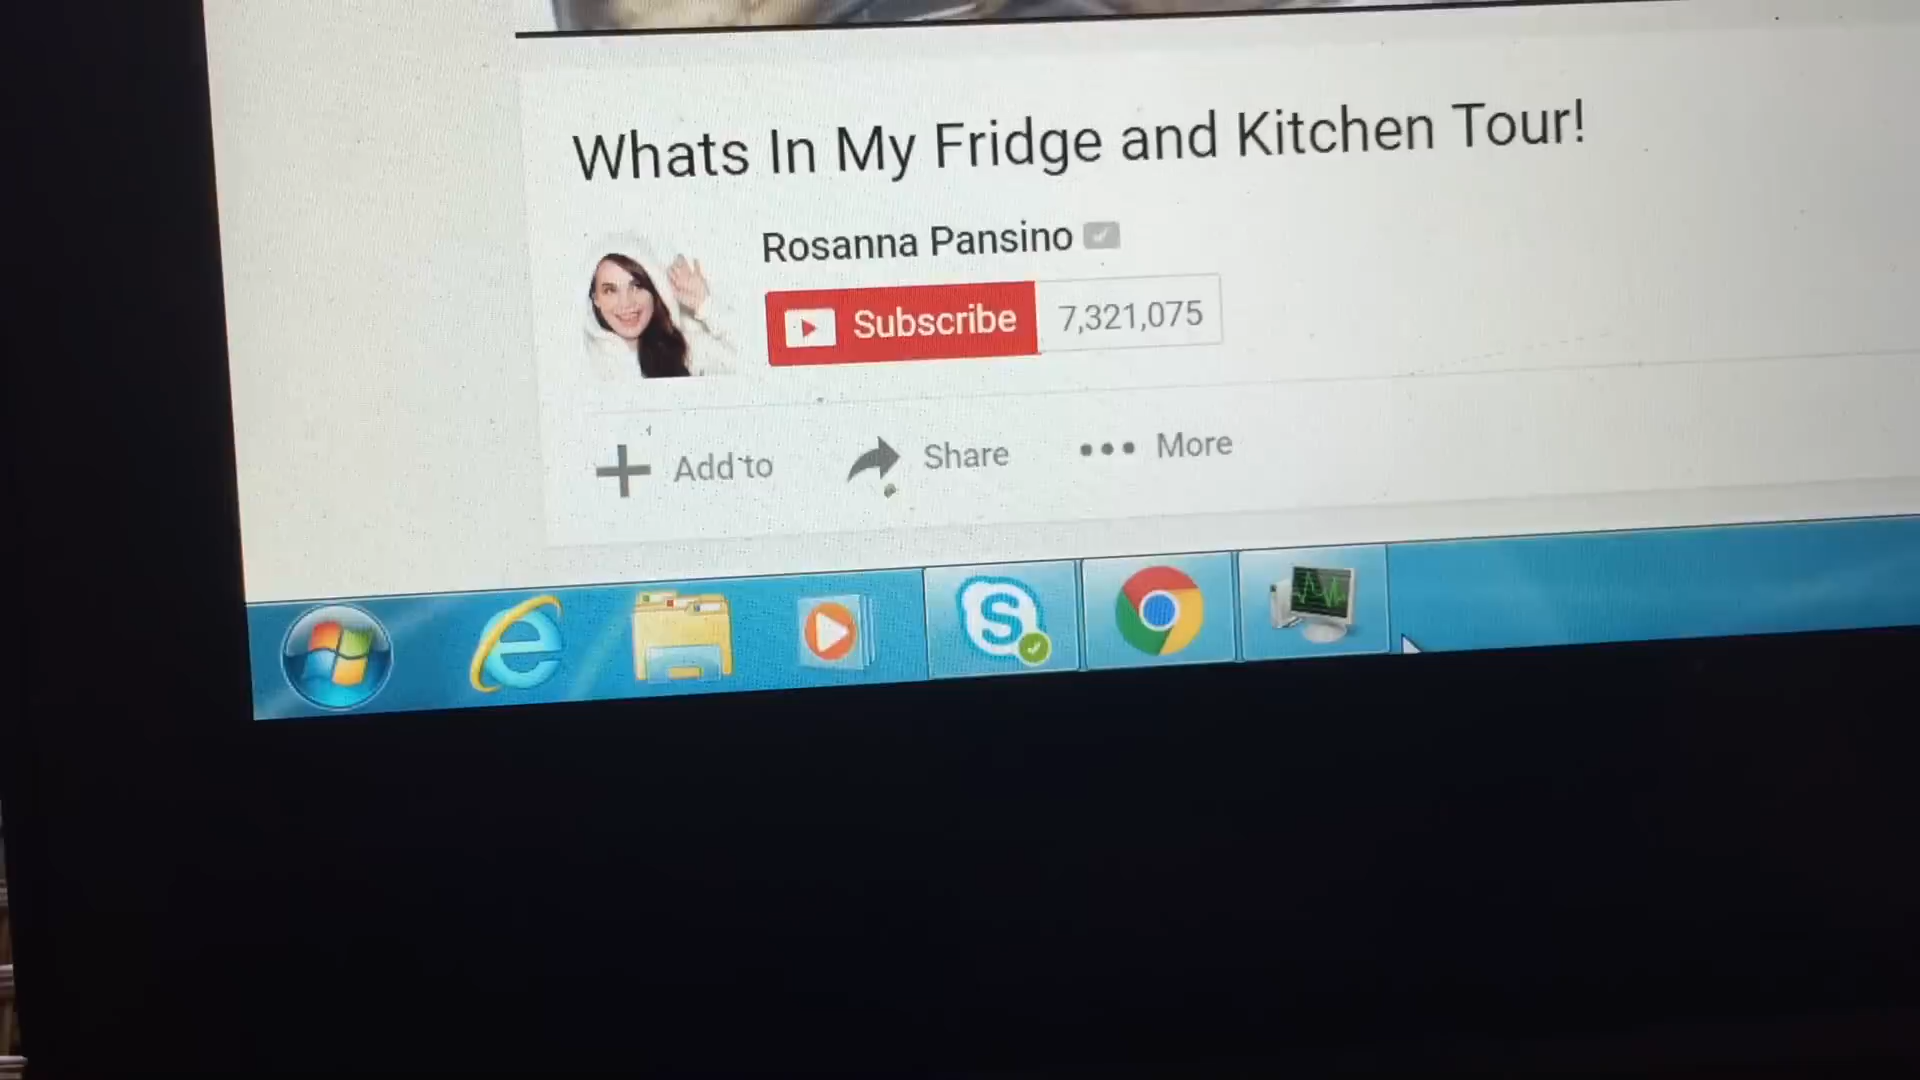 Whats In My Fridge and Kitchen Tour!
Rosanna Pansino
Subscribe 7,321,075
Add to Share More